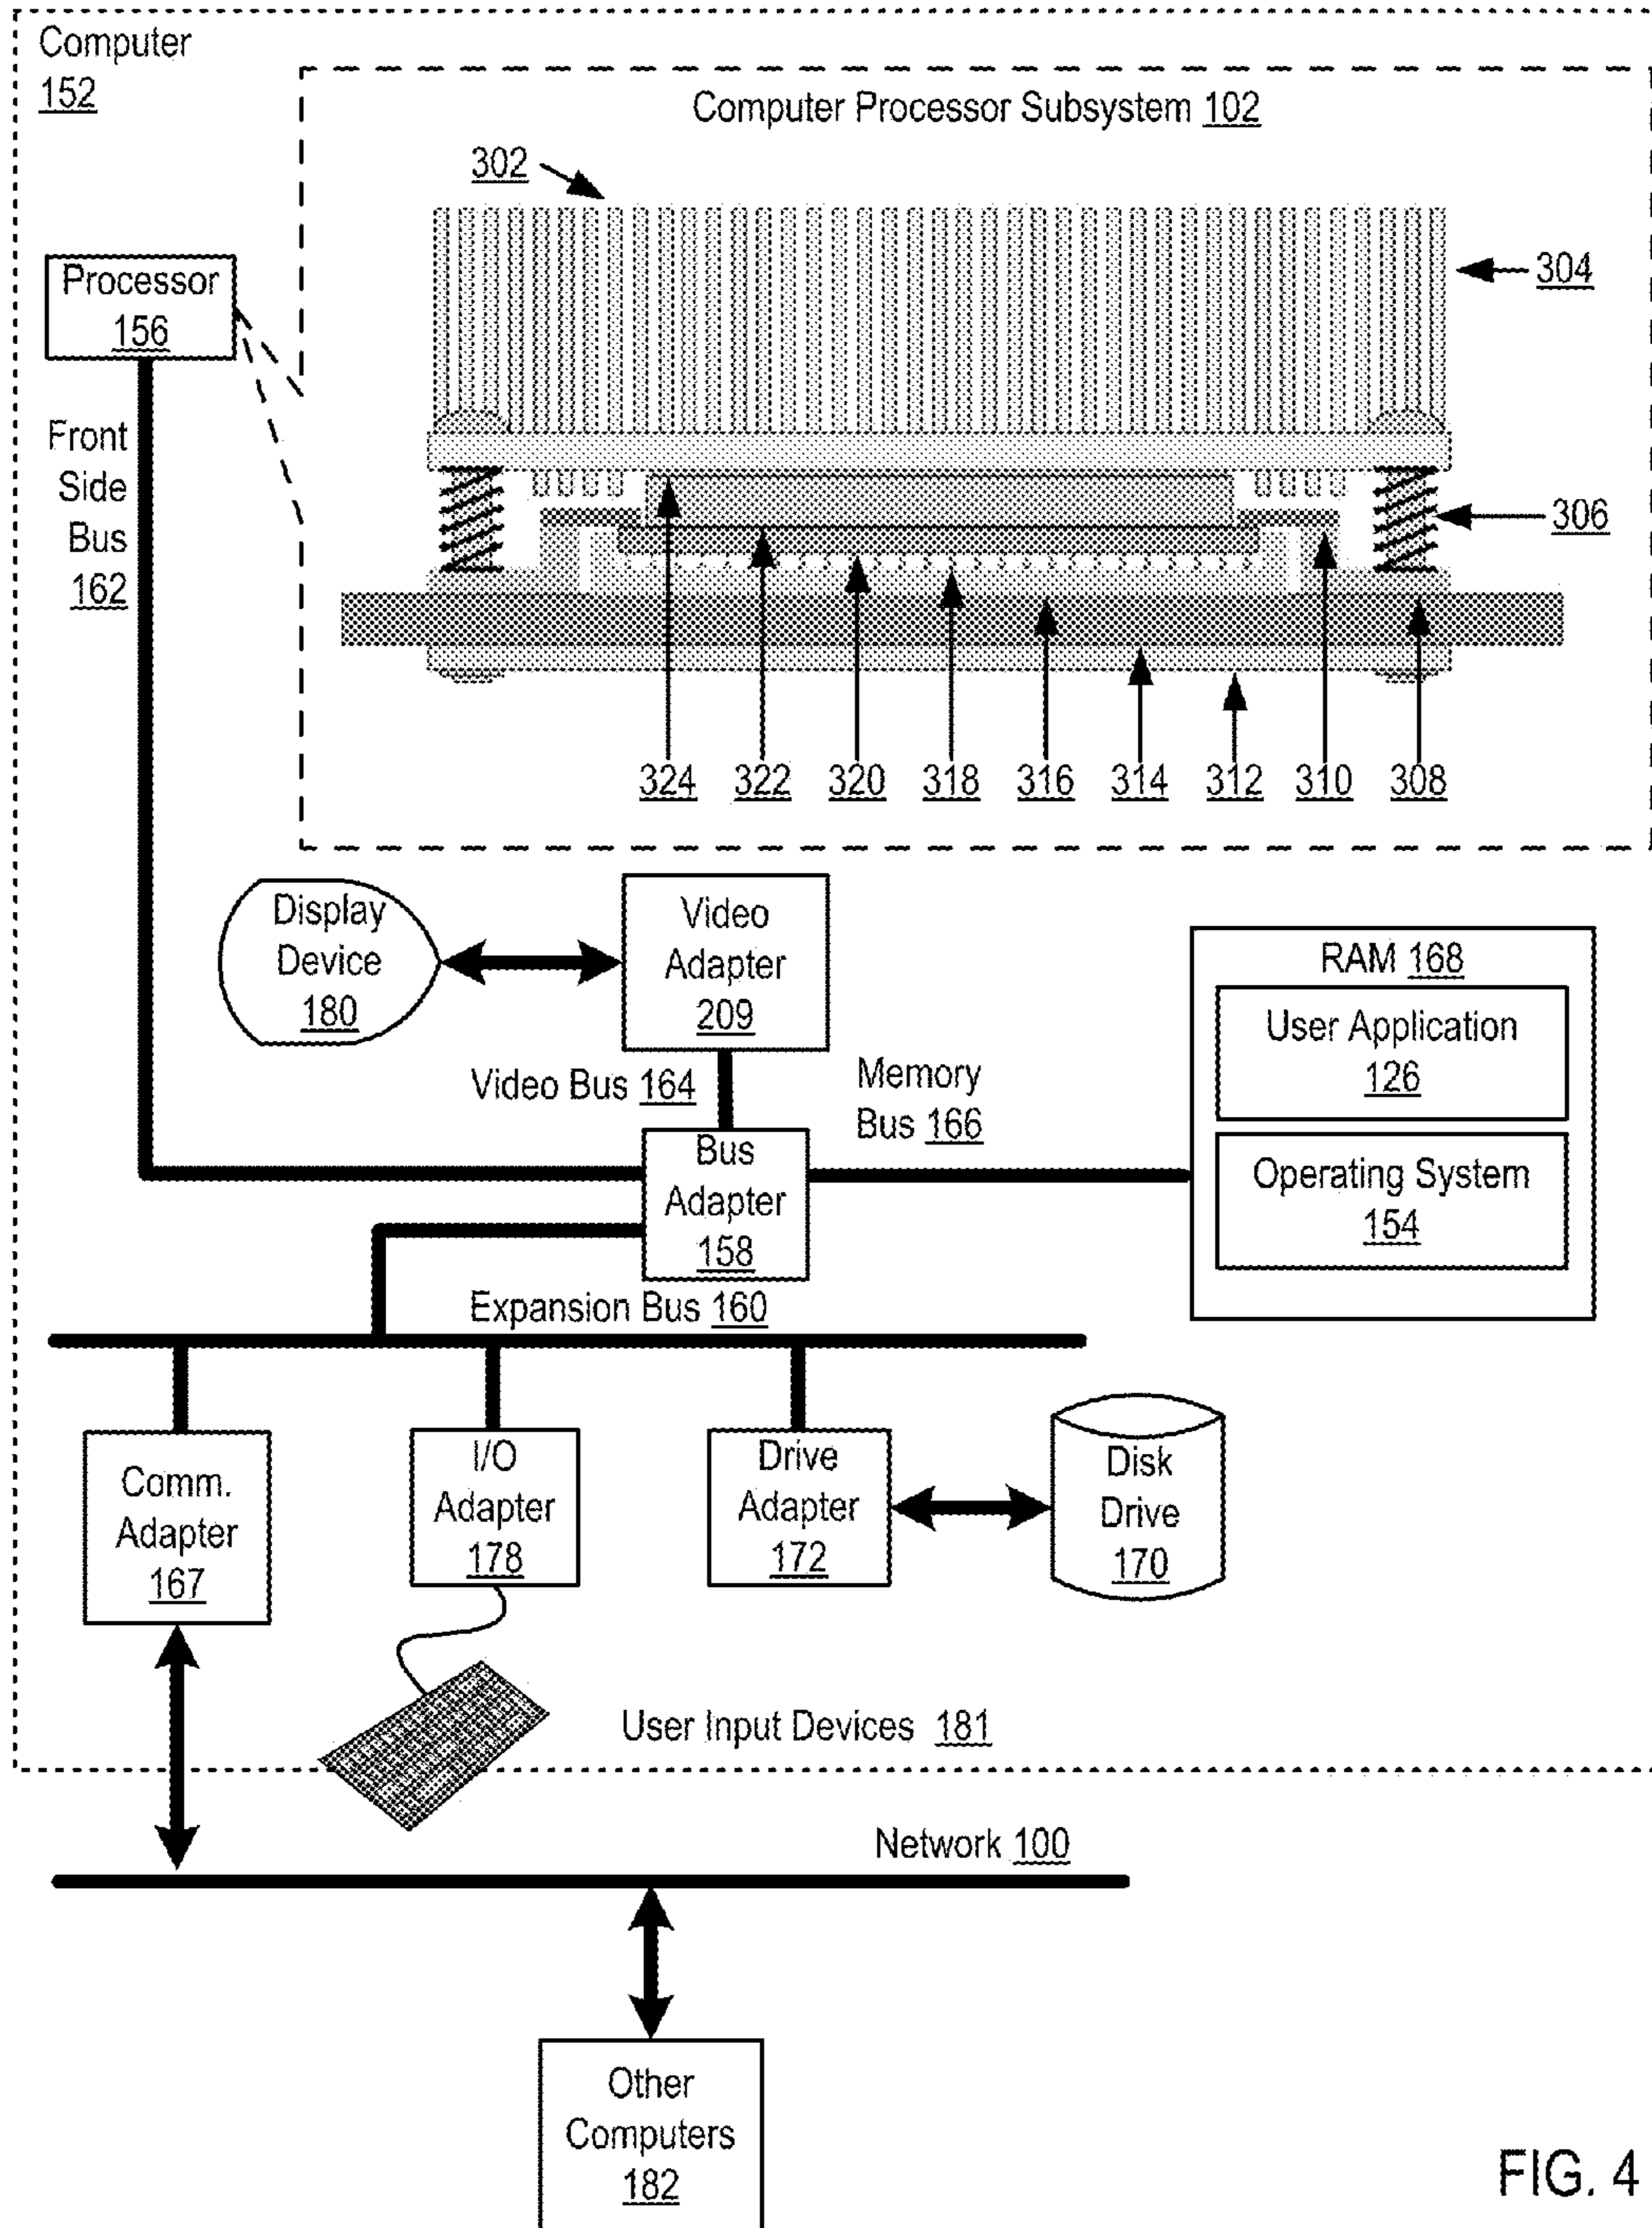 Computer
152
Computer Processor Subsystem 102
302
304
Processor
156
306
Front
Side
Bus
162
324 322 320 318 316 314 312 310 308
Display
Device
180
Video
Adapter
209
RAM 168
User Application
126
Operating System
154
Video Bus 164
Memory
Bus 166
Bus
Adapter
158
Expansion Bus 160
Comm.
Adapter
167
I/O
Adapter
178
Drive
Adapter
172
Disk
Drive
170
User Input Devices 181
Network 100
Other
Computers
182
FIG. 4